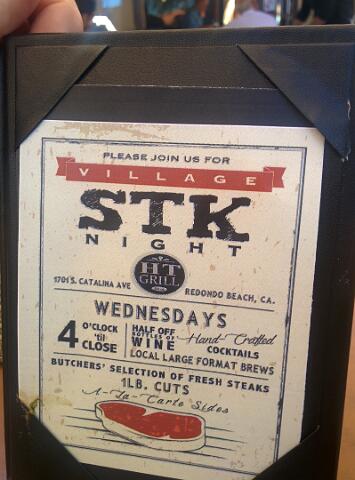 PLEASE JOIN US FOR
VILLAGE
STK
NIGHT
HT
GRILL
1701 S. CATALINA AVE
REDONDO BEACH, CA.
WEDNESDAYS
4 O'CLOCK 'til CLOSE
HALF OFF BOTTLES OF WINE
Hand-Crafted COCKTAILS
LOCAL LARGE FORMAT BREWS
BUTCHERS' SELECTION OF FRESH STEAKS
1LB. CUTS
A-La-Carte Sides